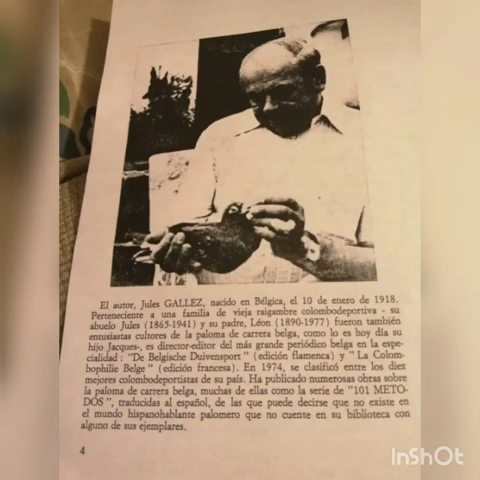 El autor, Jules GALLEZ, nacido en Bélgica, el 10 de enero de 1918.
Perteneciente a una familia de vieja raigambre colombodeportiva - su
abuelo Jules (1865-1941) y su padre, Léon (1890-1977) fueron también
entusiastas cultores de la paloma de carrera belga, como lo es hoy día su
hijo Jacques-, es director-editor del más grande periódico belga en la espe-
cialidad : "De Belgische Duivensport" (edición flamenca) y " La Colom-
bophilie Belge " (edición francesa). En 1974, se clasificó entre los diez
mejores colombodeportistas de su país. Ha publicado numerosas obras sobre
la paloma de carrera belga, muchas de ellas como la serie de "101 METO-
DOS ", traducidas al español, de las que puede decirse que no existe en
el mundo hispanohablante palomero que no cuente en su biblioteca con
alguno de sus ejemplares.
4
InShOt